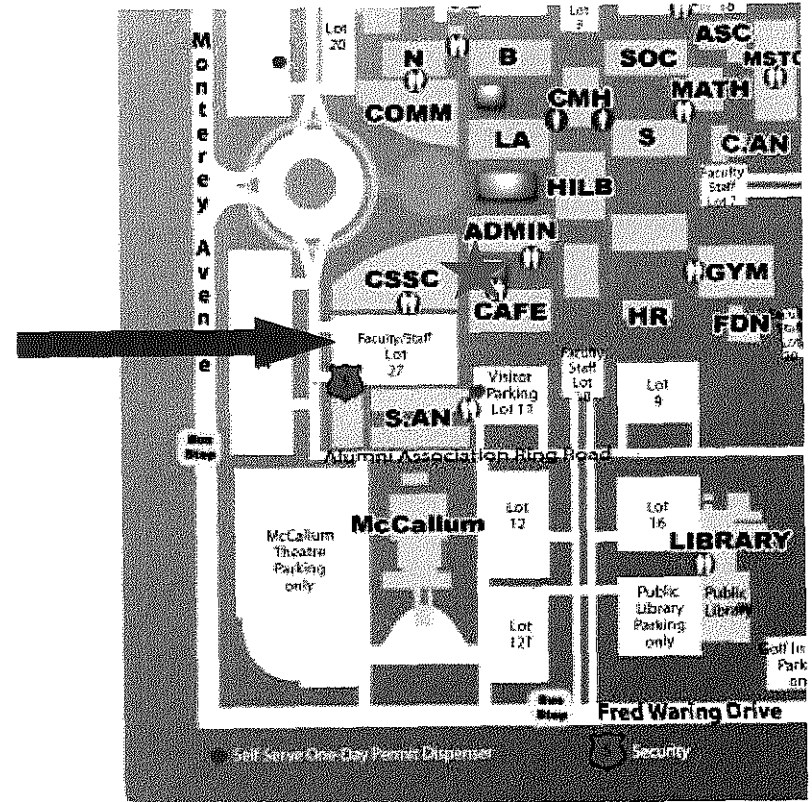 Lot
20
Lot
N
B
SOC
ASC
MSTC
COMM
CMH
MATH
LA
S
Monterey Avene
HILB
Faculty
Staff
ADMIN
CSSC
GYM
CAFE
HR
FDN
Faculty/Staff
Lot
27
Faculty
Staff
Lot
Visitor
Parking
Lot 13
Lot
9
S.AN
Bus
Stop
Alumni Association Ring Road
McCallum
Theatre
Parking
only
McCallum
Lot
12
Lot
16
LIBRARY
Public
Library
Parking
only
Public
Library
Lot
Bus
Stop
Fred Waring Drive
Self Serve One Day Permit Dispenser
Security